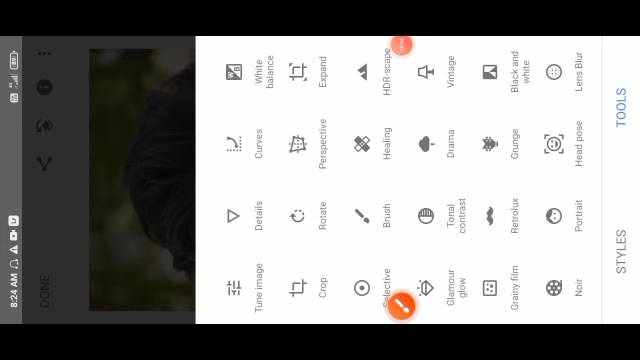 8:24 AM
DONE
Tune image
Details
Curves
White balance
Crop
Rotate
Perspective
Expand
Selective
Brush
Healing
HDR-scape
Glamour glow
Tonal contrast
Drama
Vintage
Grainy film
Retrolux
Grunge
Black and white
Noir
Portrait
Head pose
Lens Blur
STYLES
TOOLS